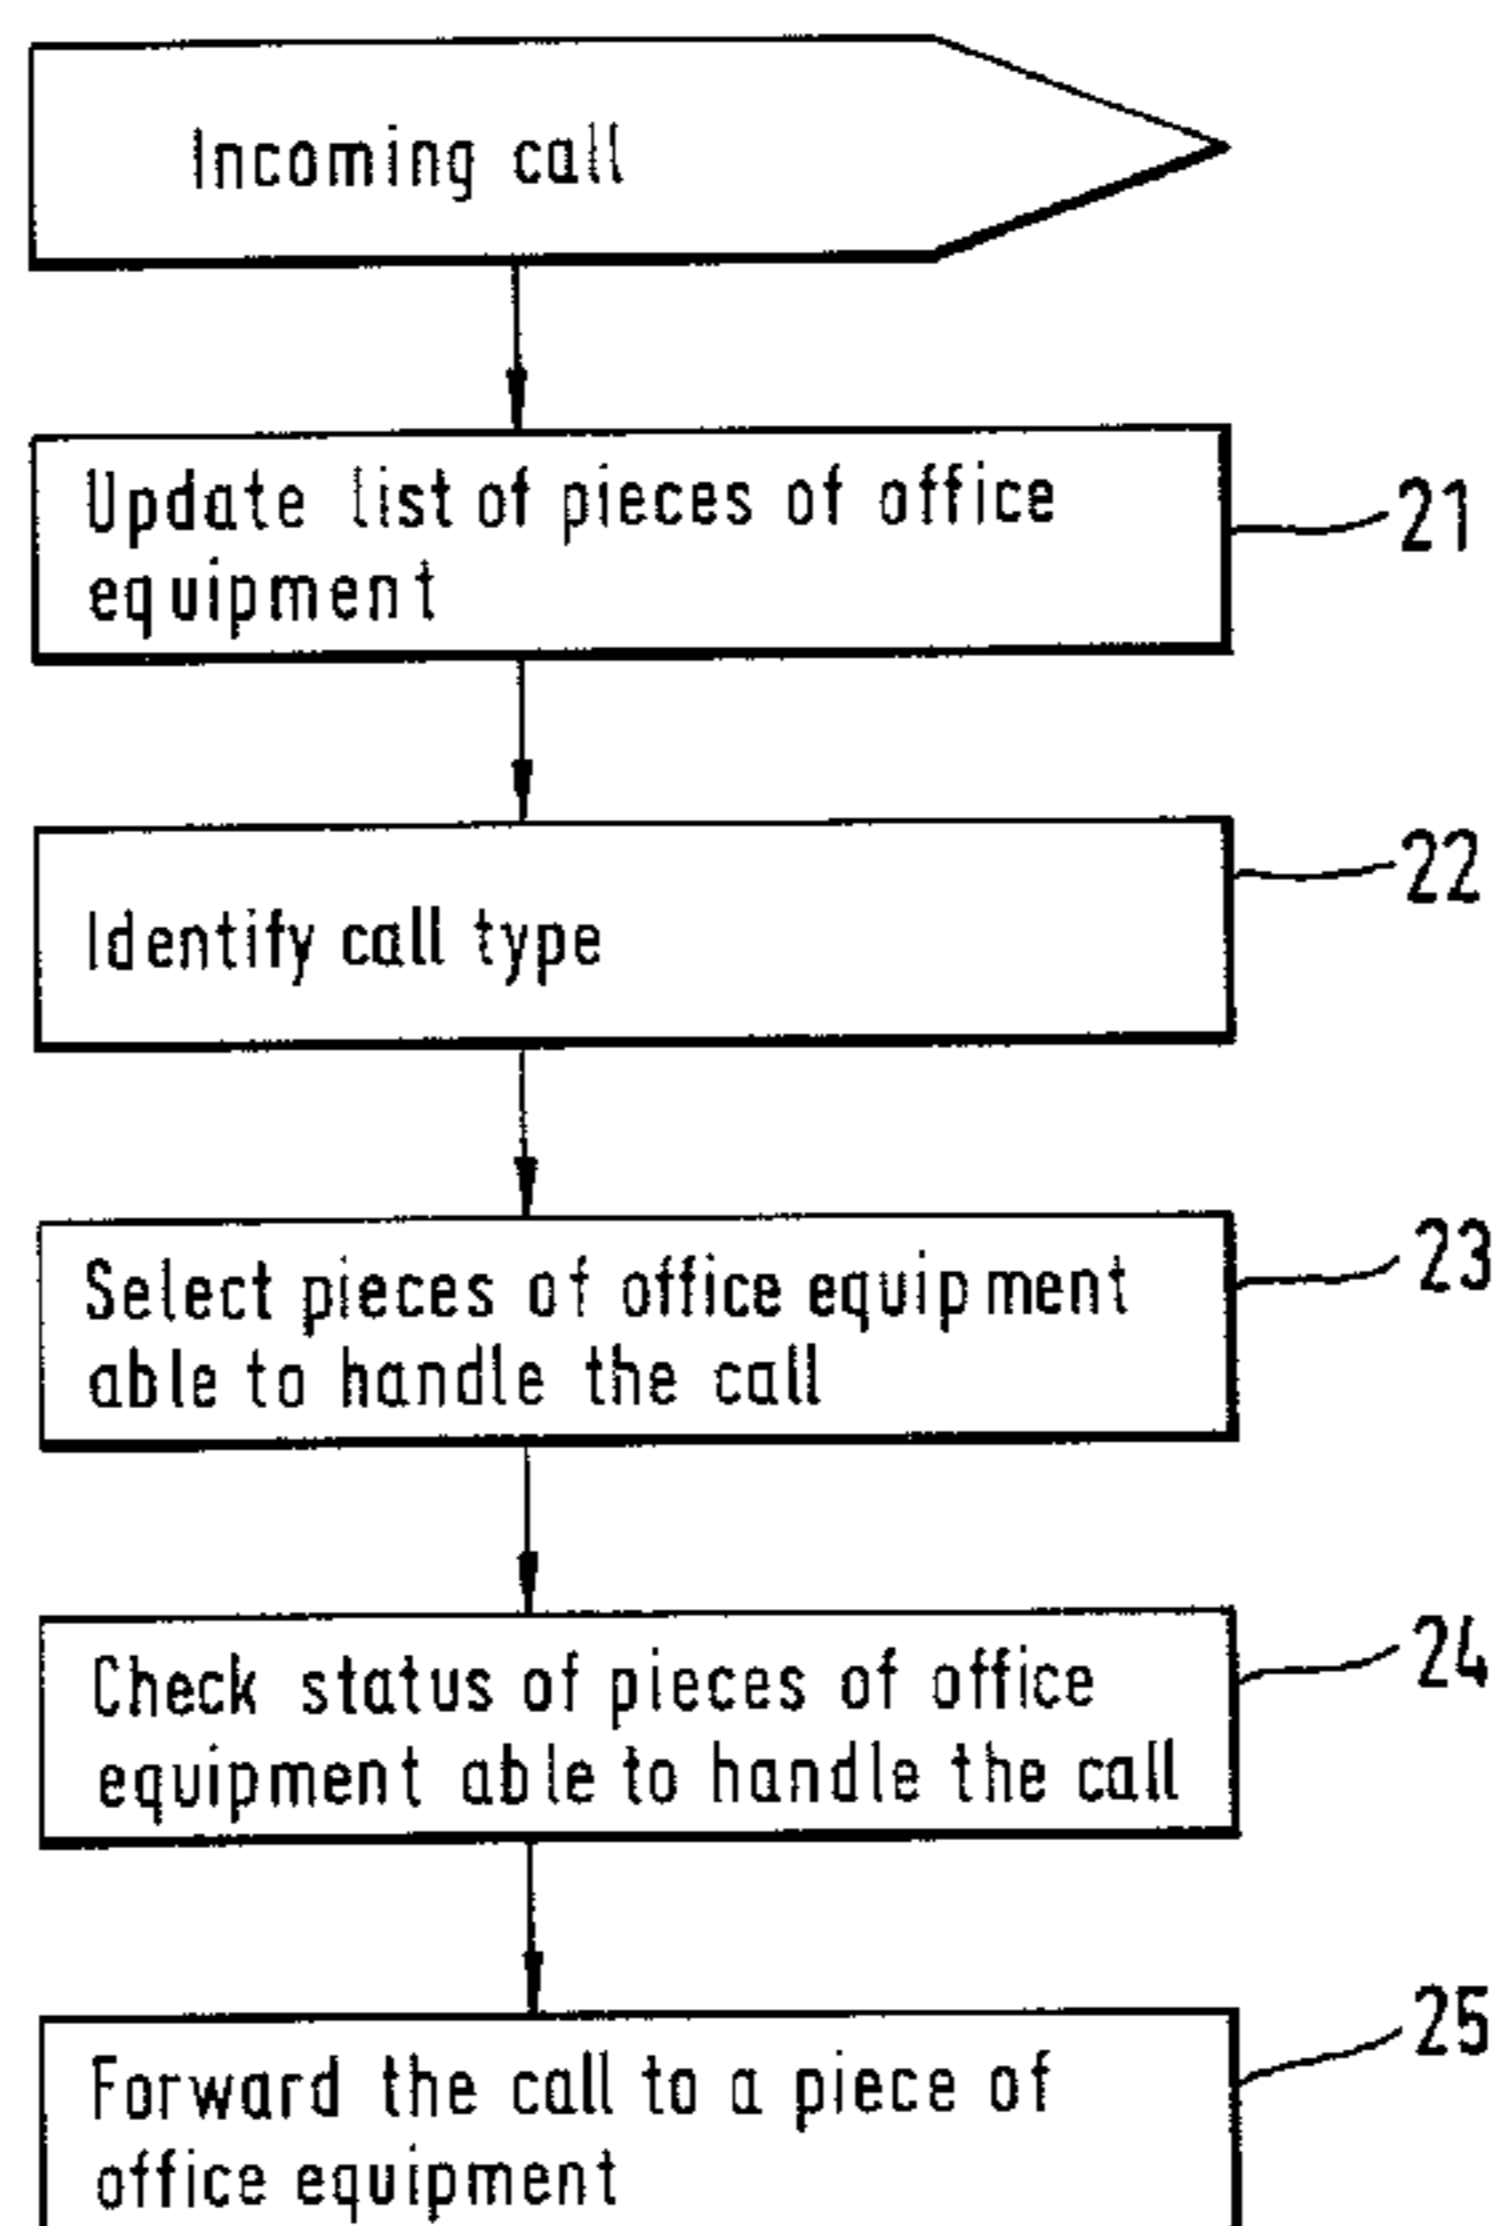 Incoming call
Update list of pieces of office
equipment
21
Identify call type
22
Select pieces of office equipment
able to handle the call
23
Check status of pieces of office
equipment able to handle the call
24
Forward the call to a piece of
office equipment
25